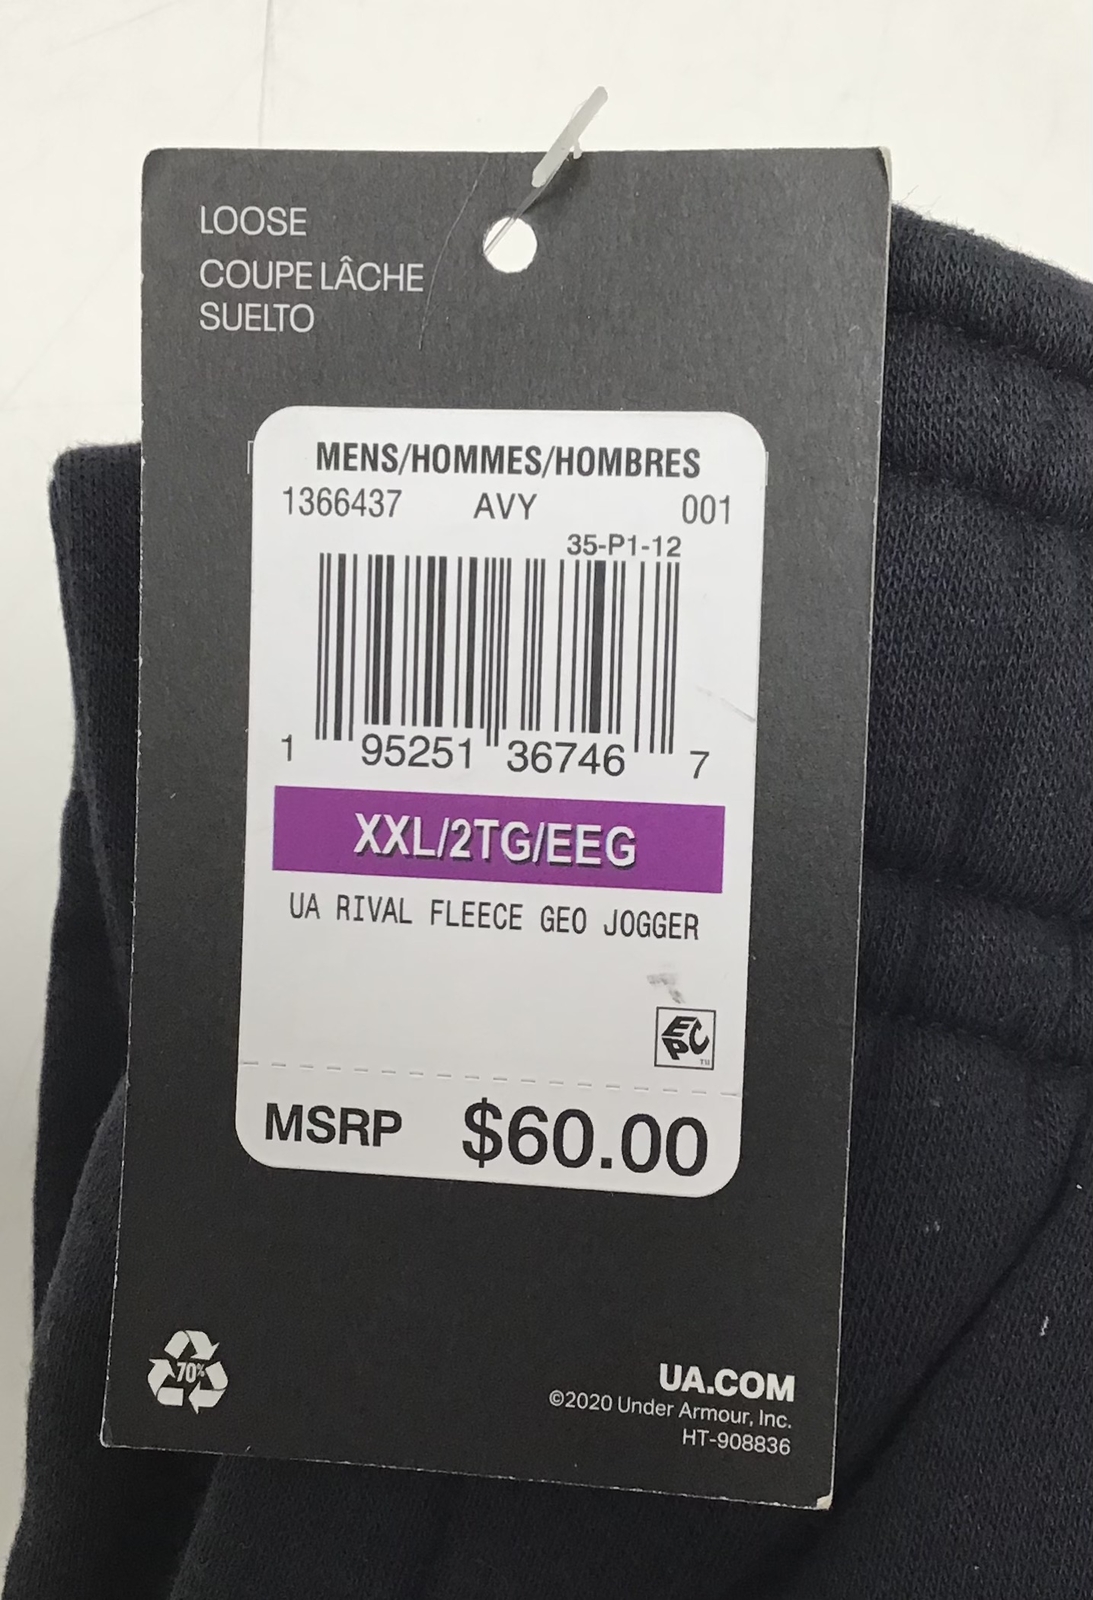 LOOSE
COUPE LÂCHE
SUELTO
MENS/HOMMES/HOMBRES
1366437 AVY 001
35-P1-12
1 95251 36746 7
XXL/2TG/EEG
UA RIVAL FLEECE GEO JOGGER
EPC
TM
MSRP $60.00
70%
UA.COM
©2020 Under Armour, Inc.
HT-908836